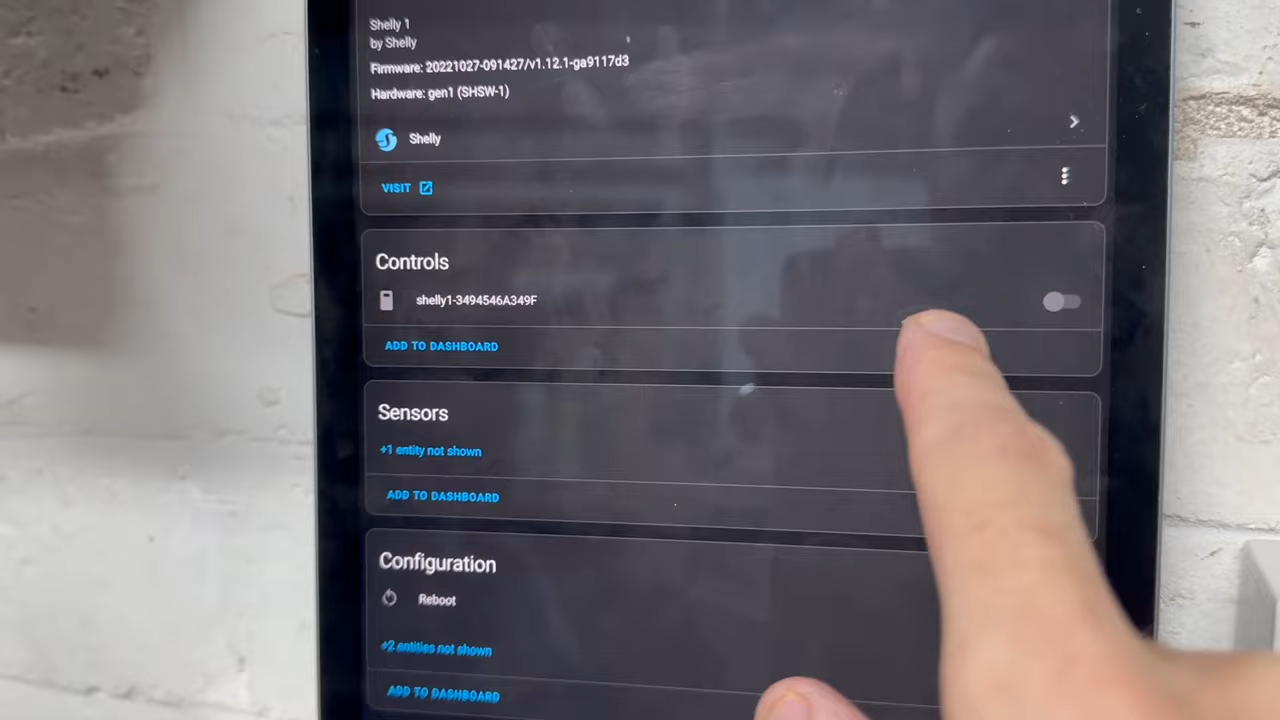 Shelly 1
by Shelly
Firmware: 20221027-091427/v1.12.1-ga9117d3
Hardware: gen1 (SHSW-1)
Shelly
VISIT
Controls
shelly1-3494546A349F
ADD TO DASHBOARD
Sensors
+1 entity not shown
ADD TO DASHBOARD
Configuration
Reboot
+2 entities not shown
ADD TO DASHBOARD